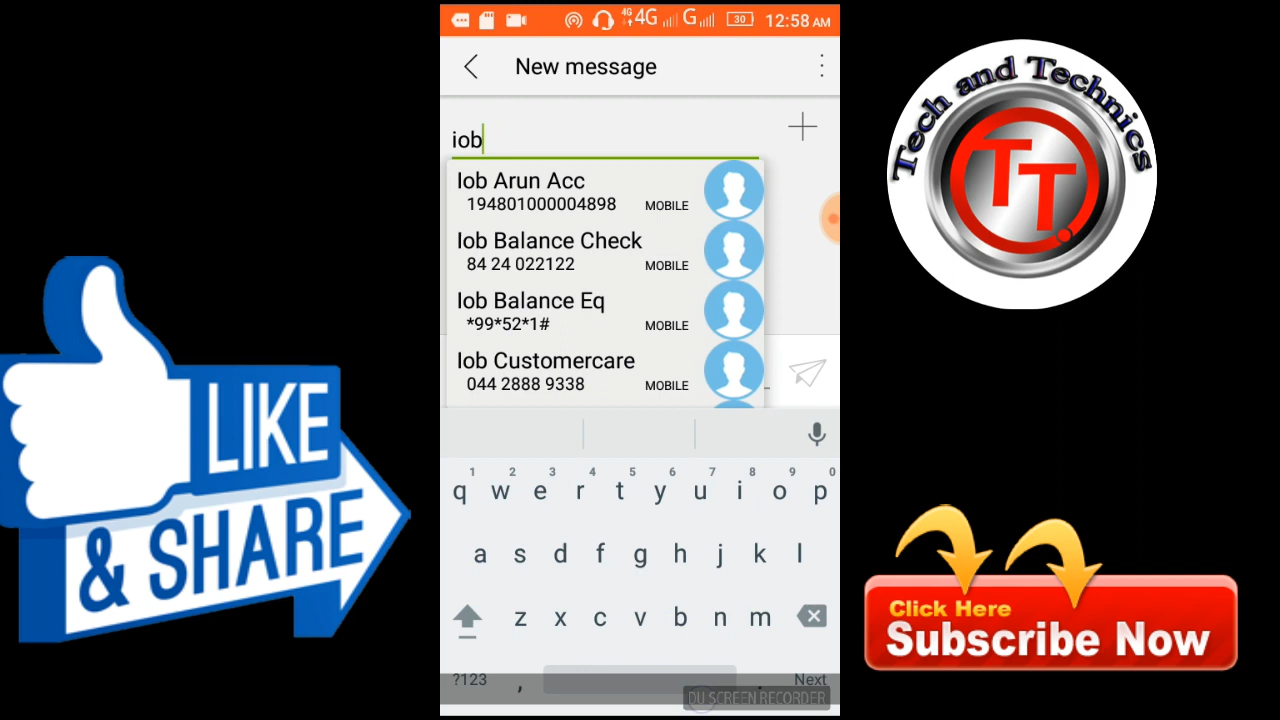 4G 4G G 30 12:58 AM
New message
iob
Iob Arun Acc
194801000004898 MOBILE
Iob Balance Check
84 24 022122 MOBILE
Iob Balance Eq
*99*52*1# MOBILE
Iob Customercare
044 2888 9338 MOBILE
1 2 3 4 5 6 7 8 9 0
q w e r t y u i o p
a s d f g h j k l
z x c v b n m
?123 , . Next
DU SCREEN RECORDER
LIKE
& SHARE
Tech and Technics
TT
Click Here
Subscribe Now